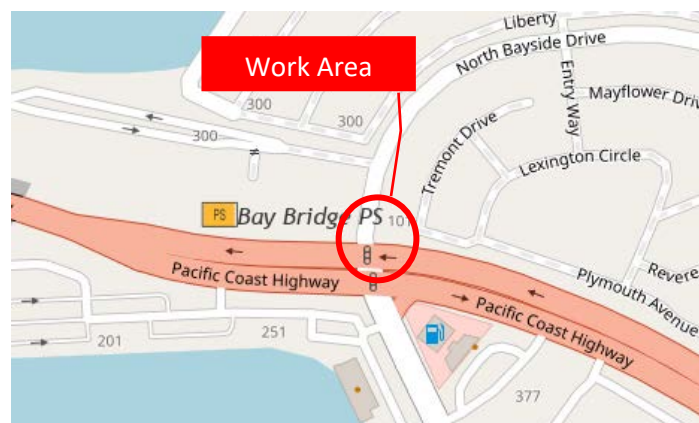 Liberty
Work Area
North Bayside Drive
Entry Way
Mayflower Driv
300
300
300
Tremont Drive
Lexington Circle
PS Bay Bridge PS
101
Pacific Coast Highway
Plymouth Avenue
Revere
Pacific Coast Highway
201
251
377